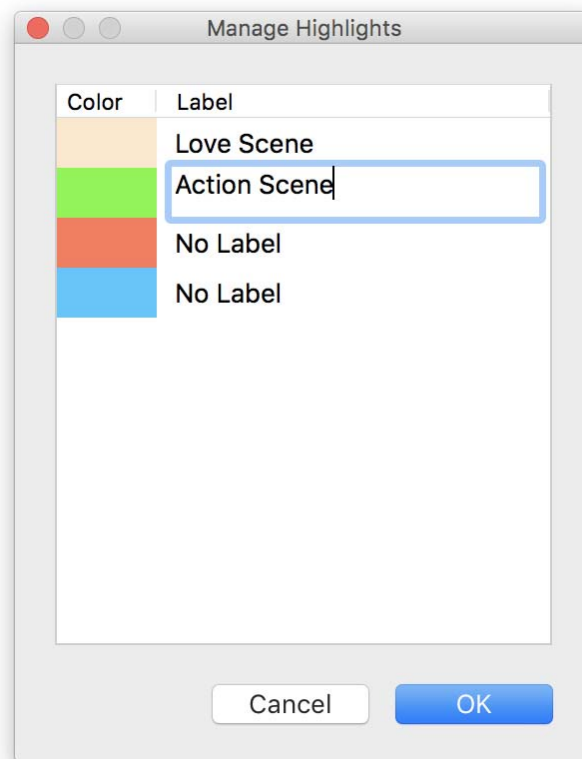 Manage Highlights
Color Label
Love Scene
Action Scene
No Label
No Label
Cancel OK